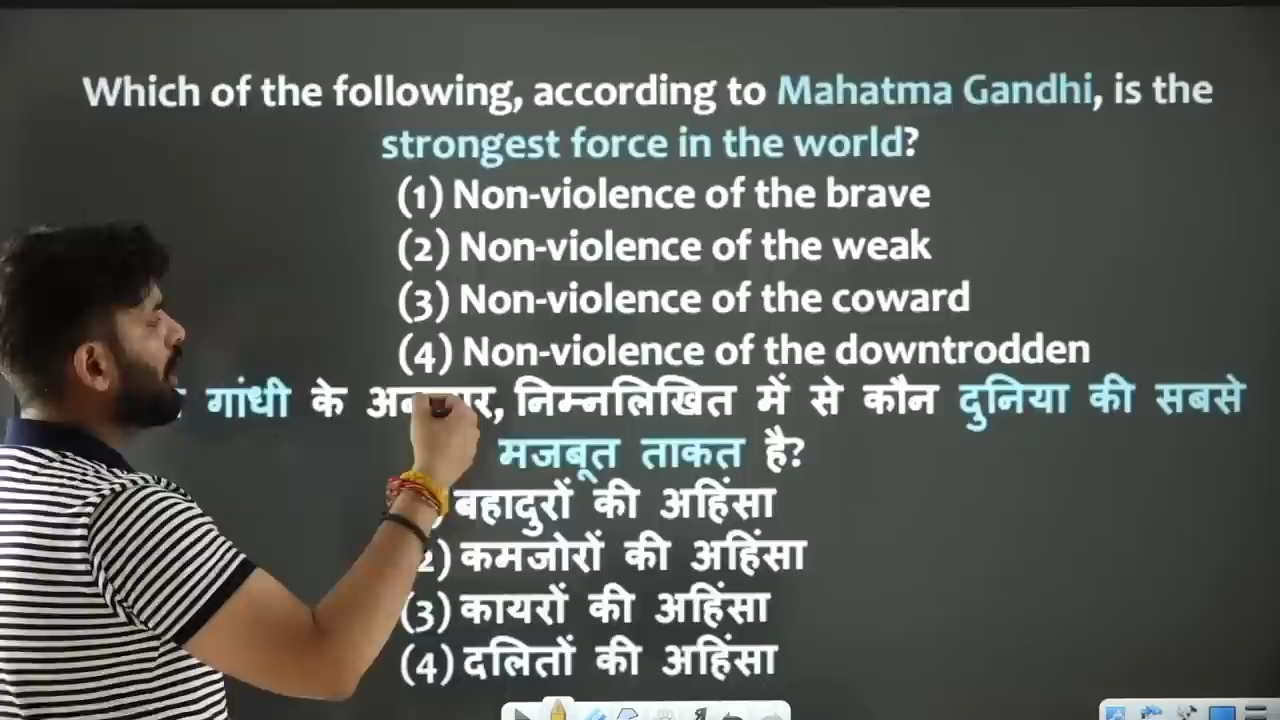 Which of the following, according to Mahatma Gandhi, is the
strongest force in the world?
(1) Non-violence of the brave
(2) Non-violence of the weak
(3) Non-violence of the coward
(4) Non-violence of the downtrodden
गांधी के निम्नलिखित में से कौन दुनिया की सबसे
मजबूत ताकत है?
बहादुरों की अहिंसा
2) कमजोरों की अहिंसा
(3) कायरों की अहिंसा
(4) दलितों की अहिंसा